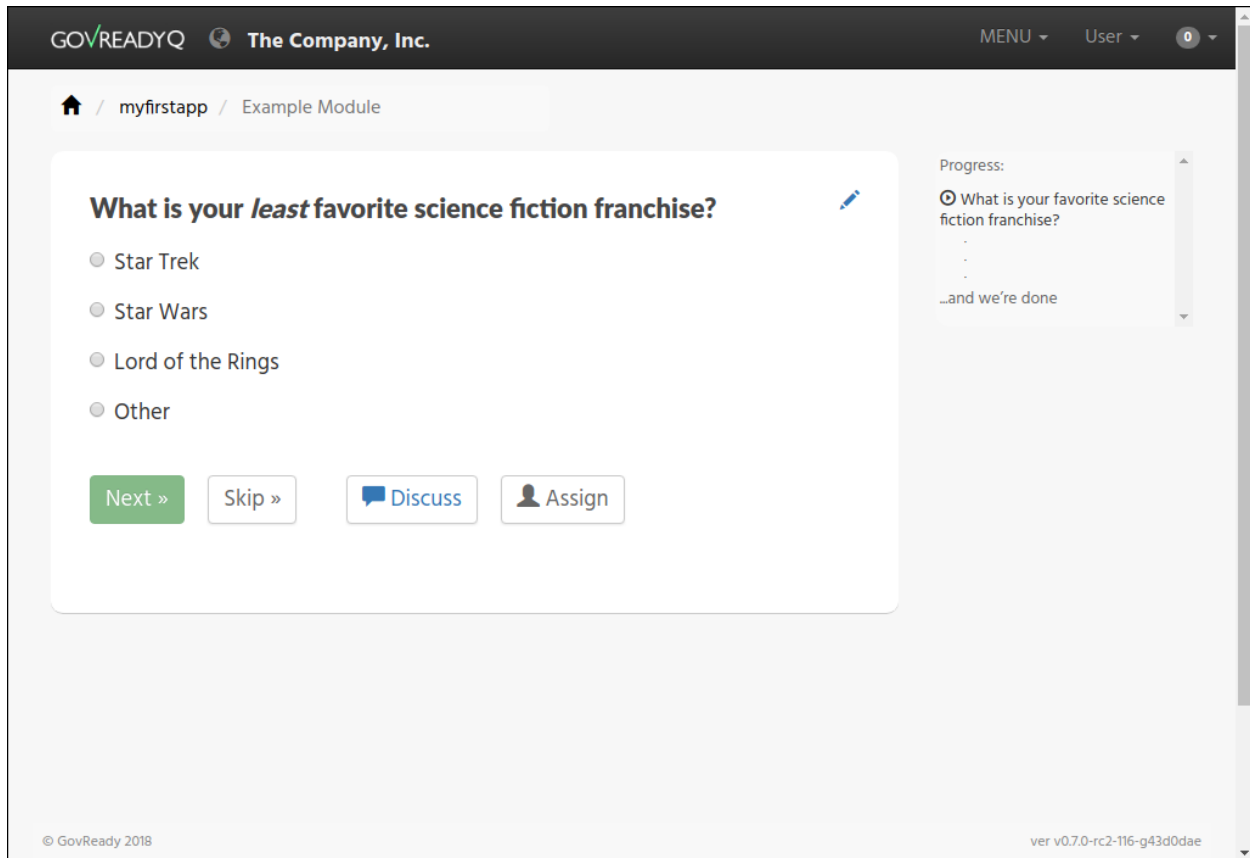 GOVREADYQ The Company, Inc. MENU User 0
/ myfirstapp / Example Module
What is your least favorite science fiction franchise?
Star Trek
Star Wars
Lord of the Rings
Other
Next » Skip » Discuss Assign
Progress:
What is your favorite science
fiction franchise?
.
.
.
...and we're done
© GovReady 2018 ver v0.7.0-rc2-116-g43d0dae